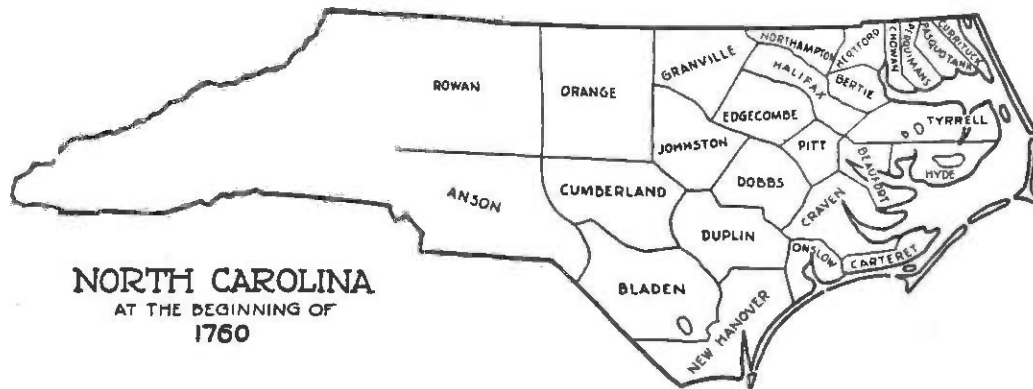 NORTHAMPTON
HERTFORD
CHOWAN
PERQUIMANS
PASQUOTANK
CURRITUCK
GRANVILLE
HALIFAX
BERTIE
ROWAN
ORANGE
EDGECOMBE
TYRRELL
JOHNSTON
PITT
BEAUFORT
HYDE
DOBBS
ANSON
CUMBERLAND
CRAVEN
DUPLIN
ONSLOW
CARTERET
BLADEN
NEW HANOVER
NORTH CAROLINA
AT THE BEGINNING OF
1760